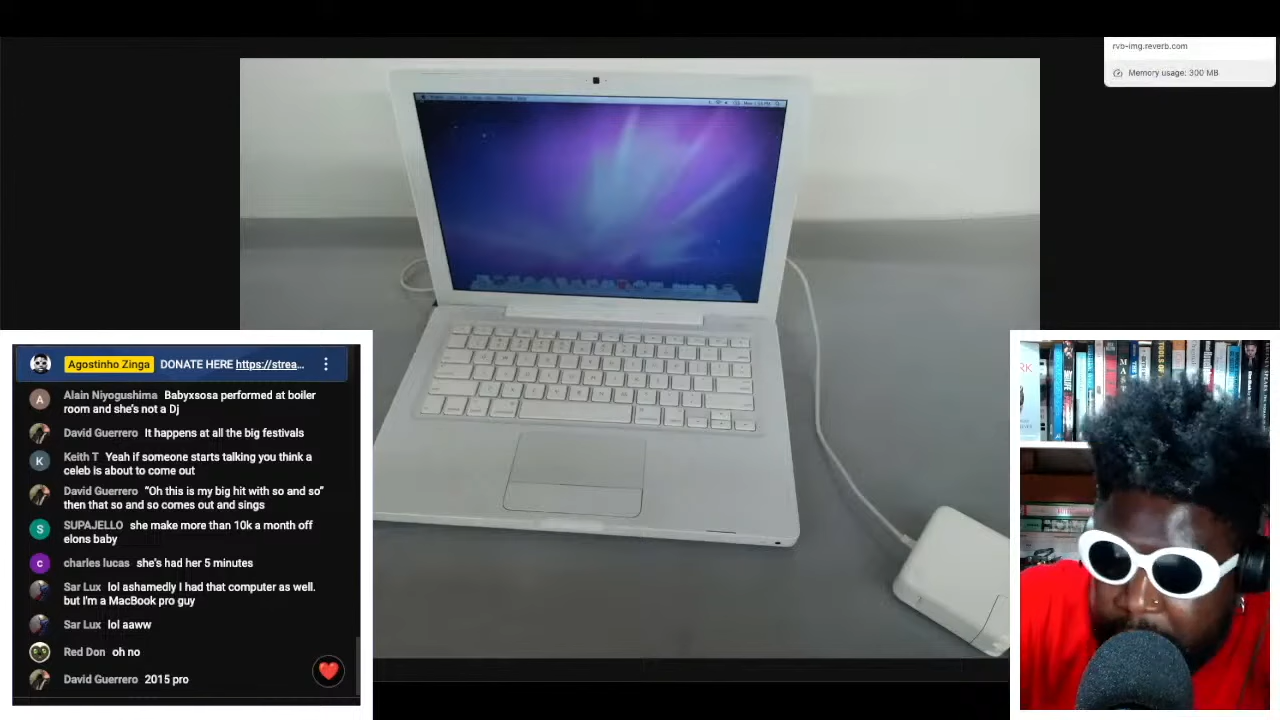 rvb-img.reverb.com
Memory usage: 300 MB
Agostinho Zinga DONATE HERE https://strea...
Alain Niyogushima Babyxsosa performed at boiler
room and she's not a Dj
David Guerrero It happens at all the big festivals
Keith T Yeah if someone starts talking you think a
celeb is about to come out
David Guerrero “Oh this is my big hit with so and so”
then that so and so comes out and sings
SUPAJELLO she make more than 10k a month off
elons baby
charles lucas she's had her 5 minutes
Sar Lux lol ashamedly I had that computer as well.
but I'm a MacBook pro guy
Sar Lux lol aaww
Red Don oh no
David Guerrero 2015 pro
A
K
S
c